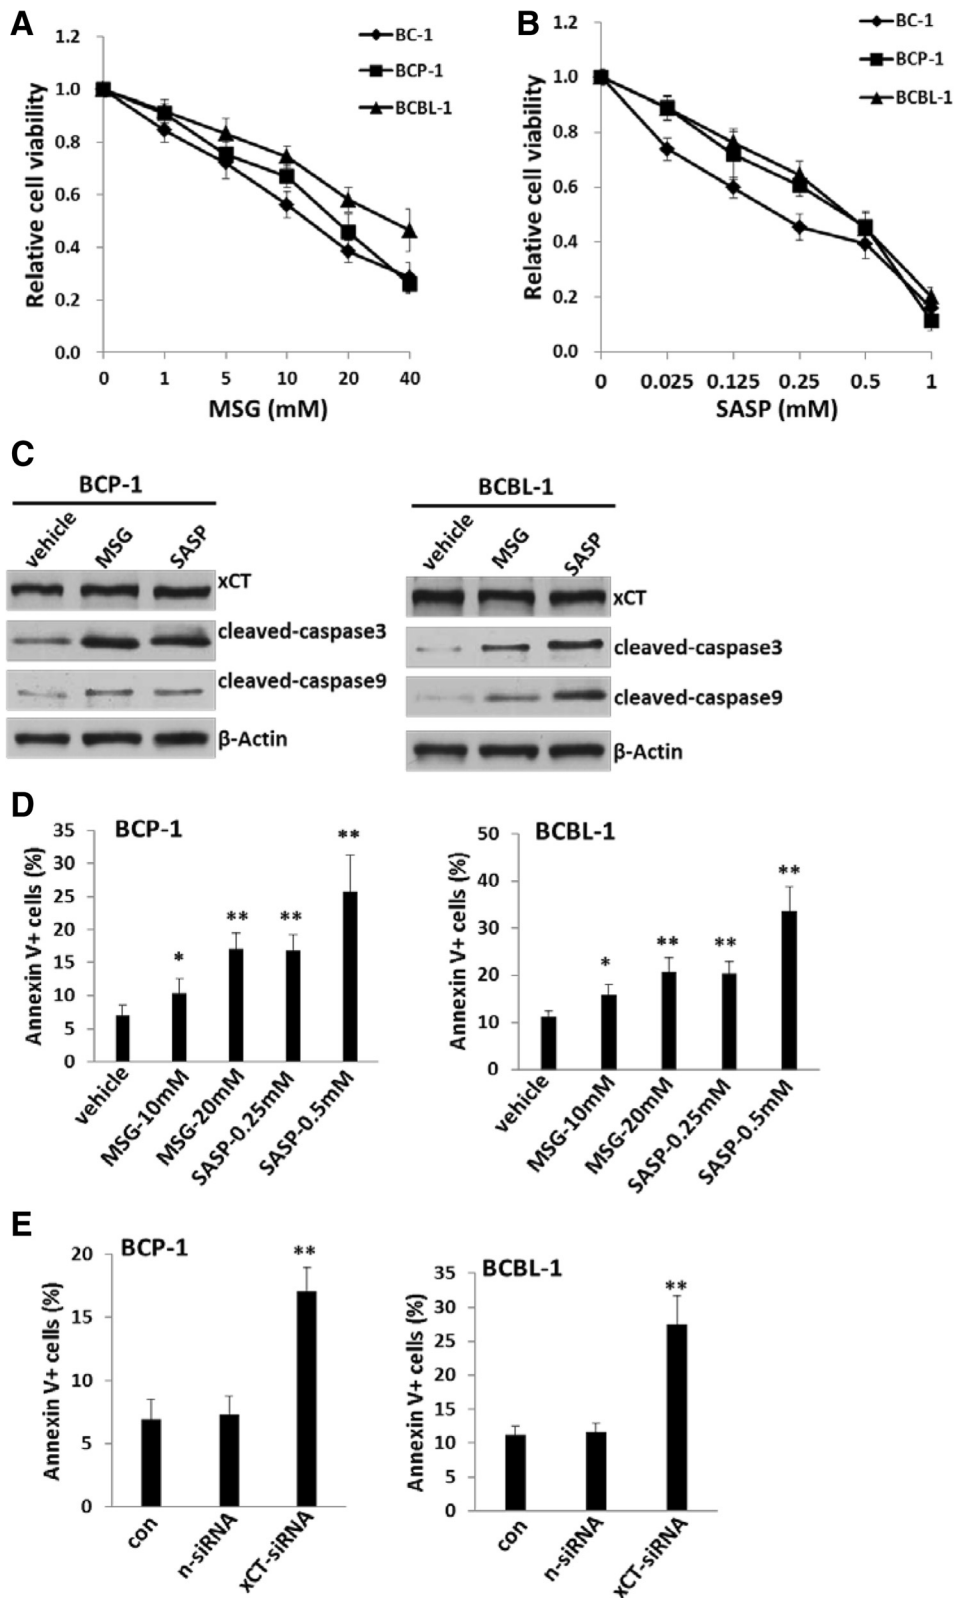 A
1.2
1.0
0.8
0.6
0.4
0.2
0.0
Relative cell viability
0 1 5 10 20 40
MSG (mM)
BC-1
BCP-1
BCBL-1
B
1.2
1.0
0.8
0.6
0.4
0.2
0.0
Relative cell viability
0 0.025 0.125 0.25 0.5 1
SASP (mM)
BC-1
BCP-1
BCBL-1
C
BCP-1
vehicle MSG SASP
xCT
cleaved-caspase3
cleaved-caspase9
β-Actin
BCBL-1
vehicle MSG SASP
xCT
cleaved-caspase3
cleaved-caspase9
β-Actin
D
BCP-1
35
30
25
20
15
10
5
0
Annexin V+ cells (%)
* ** ** **
vehicle MSG-10mM MSG-20mM SASP-0.25mM SASP-0.5mM
BCBL-1
50
40
30
20
10
0
Annexin V+ cells (%)
* ** ** **
vehicle MSG-10mM MSG-20mM SASP-0.25mM SASP-0.5mM
E
BCP-1
20
15
10
5
0
Annexin V+ cells (%)
**
con n-siRNA xCT-siRNA
BCBL-1
35
30
25
20
15
10
5
0
Annexin V+ cells (%)
**
con n-siRNA xCT-siRNA